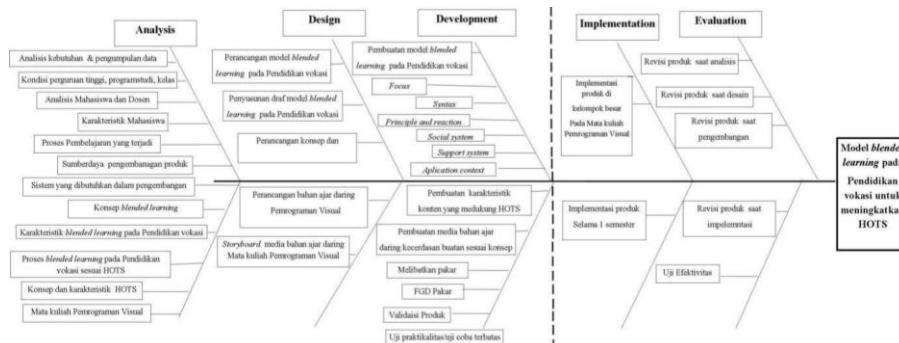 Analysis
Design
Development
Implementation
Evaluation
Analisis kebutuhan & pengumpulan data
Kondisi perguruan tinggi, programstudi, kelas
Analisis Mahasiswa dan Dosen
Karakteristik Mahasiswa
Proses Pembelajaran yang terjadi
Sumberdaya pengembanagan produk
Sistem yang dibutuhkan dalam pengembangan
Konsep blended learning
Karakteristik blended learning pada Pendidikan vokasi
Proses blended learning pada Pendidikan
vokasi sesuai HOTS
Konsep dan karakteristik HOTS
Mata kuliah Pemrograman Visual
Perancangan model blended
learning pada Pendidikan vokasi
Penyusunan draf model blended
learning pada Pendidikan vokasi
Perancangan konsep dan
Perancangan bahan ajar daring
Pemrograman Visual
Storyboard media bahan ajar daring
Mata kuliah Pemrograman Visual
Pembuatan model blended
learning pada Pendidikan vokasi
Focus
Syntax
Principle and reaction
Social system
Support system
Aplication context
Pembuatan karakteristik
konten yang medukung HOTS
Pembuatan media bahan ajar
daring kecerdasan buatan sesuai konsep
Melibatkan pakar
FGD Pakar
Validaisi Produk
Uji praktikalitas/uji coba terbatas
Implementasi
produk di
kelompok besar
Pada Mata kuliah
Pemrograman Visual
Implementasi produk
Selama 1 semester
Revisi produk saat analisis
Revisi produk saat desain
Revisi produk saat
pengembangan
Revisi produk saat
impelemntasi
Uji Efektivitas
Model blended
learning pada
Pendidikan
vokasi untuk
meningkatkan
HOTS